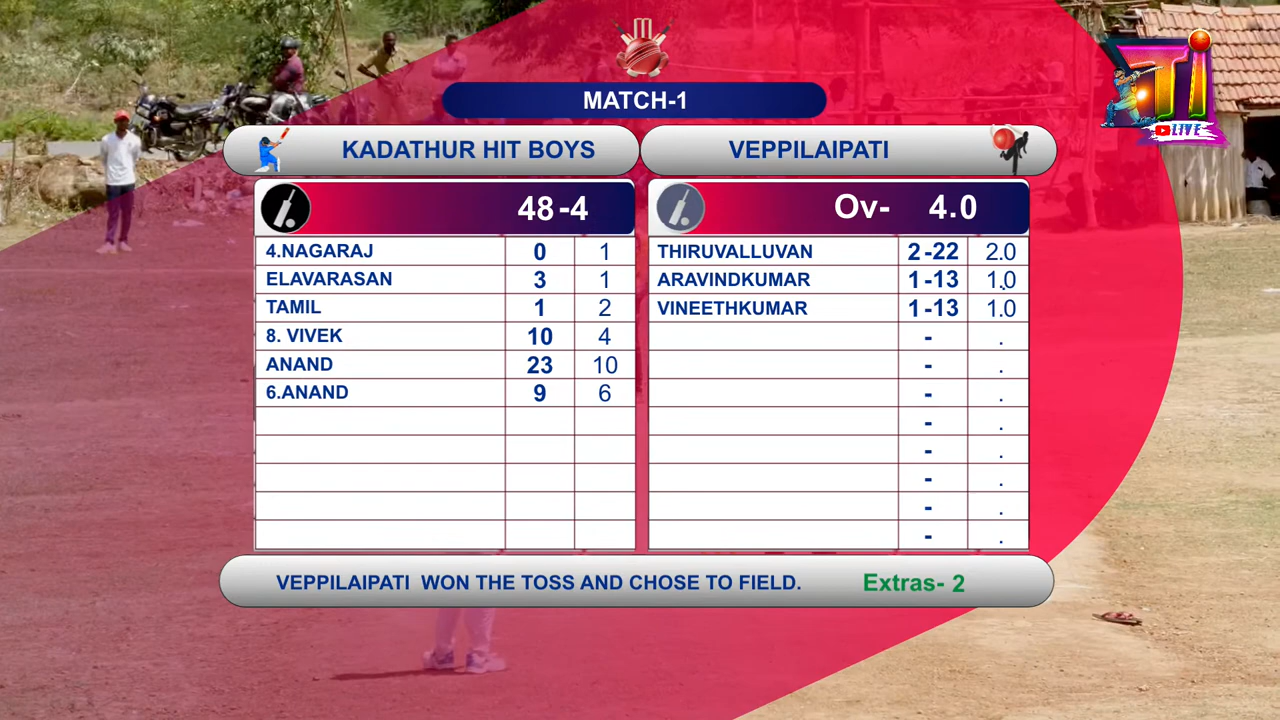 MATCH-1
KADATHUR HIT BOYS
VEPPILAIPATI
48-4
Ov- 4.0
4.NAGARAJ 0 1
ELAVARASAN 3 1
TAMIL 1 2
8. VIVEK 10 4
ANAND 23 10
6.ANAND 9 6
THIRUVALLUVAN 2-22 2.0
ARAVINDKUMAR 1-13 1.0
VINEETHKUMAR 1-13 1.0
- .
- .
- .
- .
- .
- .
- .
- .
VEPPILAIPATI WON THE TOSS AND CHOSE TO FIELD. Extras- 2
TI
LIVE